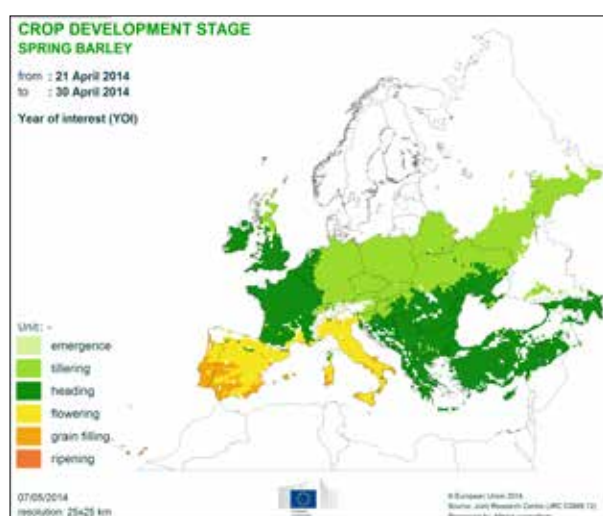 CROP DEVELOPMENT STAGE
SPRING BARLEY
from : 21 April 2014
to : 30 April 2014
Year of interest (YOI)
Unit: -
emergence
tillering
heading
flowering
grain filling.
ripening
07/05/2014
resolution: 25x25 km
© European Union 2014
Source: Joint Research Centre